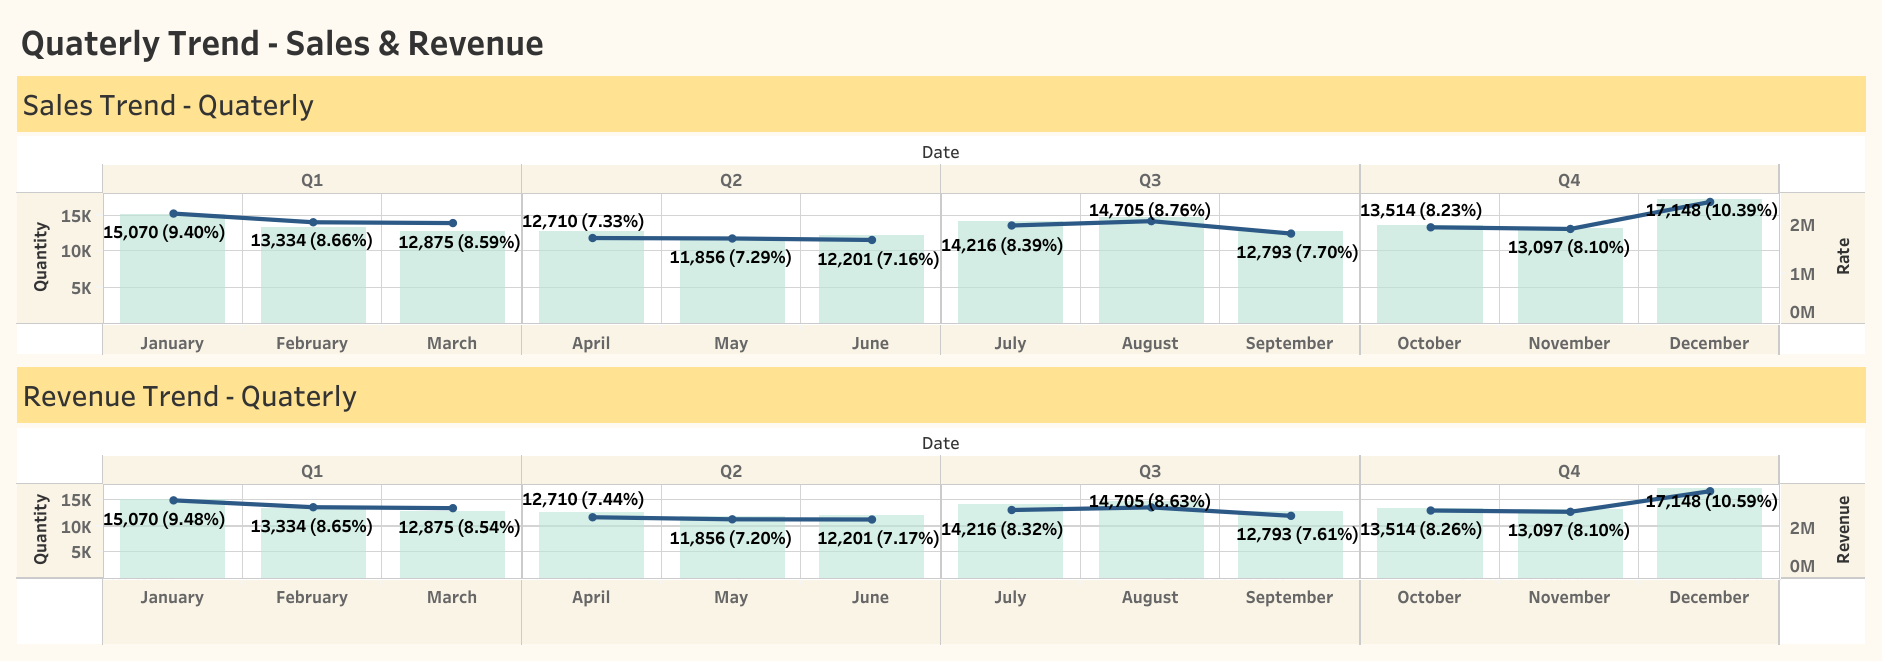 Quaterly Trend - Sales & Revenue
Sales Trend - Quaterly
Date
Q1 Q2 Q3 Q4
Quantity
15K
10K
5K
15,070 (9.40%)
13,334 (8.66%)
12,875 (8.59%)
12,710 (7.33%)
11,856 (7.29%)
12,201 (7.16%)
14,216 (8.39%)
14,705 (8.76%)
12,793 (7.70%)
13,514 (8.23%)
13,097 (8.10%)
17,148 (10.39%)
2M
1M
0M
Rate
January February March April May June July August September October November December
Revenue Trend - Quaterly
Date
Q1 Q2 Q3 Q4
Quantity
15K
10K
5K
15,070 (9.48%)
13,334 (8.65%)
12,875 (8.54%)
12,710 (7.44%)
11,856 (7.20%)
12,201 (7.17%)
14,216 (8.32%)
14,705 (8.63%)
12,793 (7.61%)
13,514 (8.26%)
13,097 (8.10%)
17,148 (10.59%)
2M
0M
Revenue
January February March April May June July August September October November December